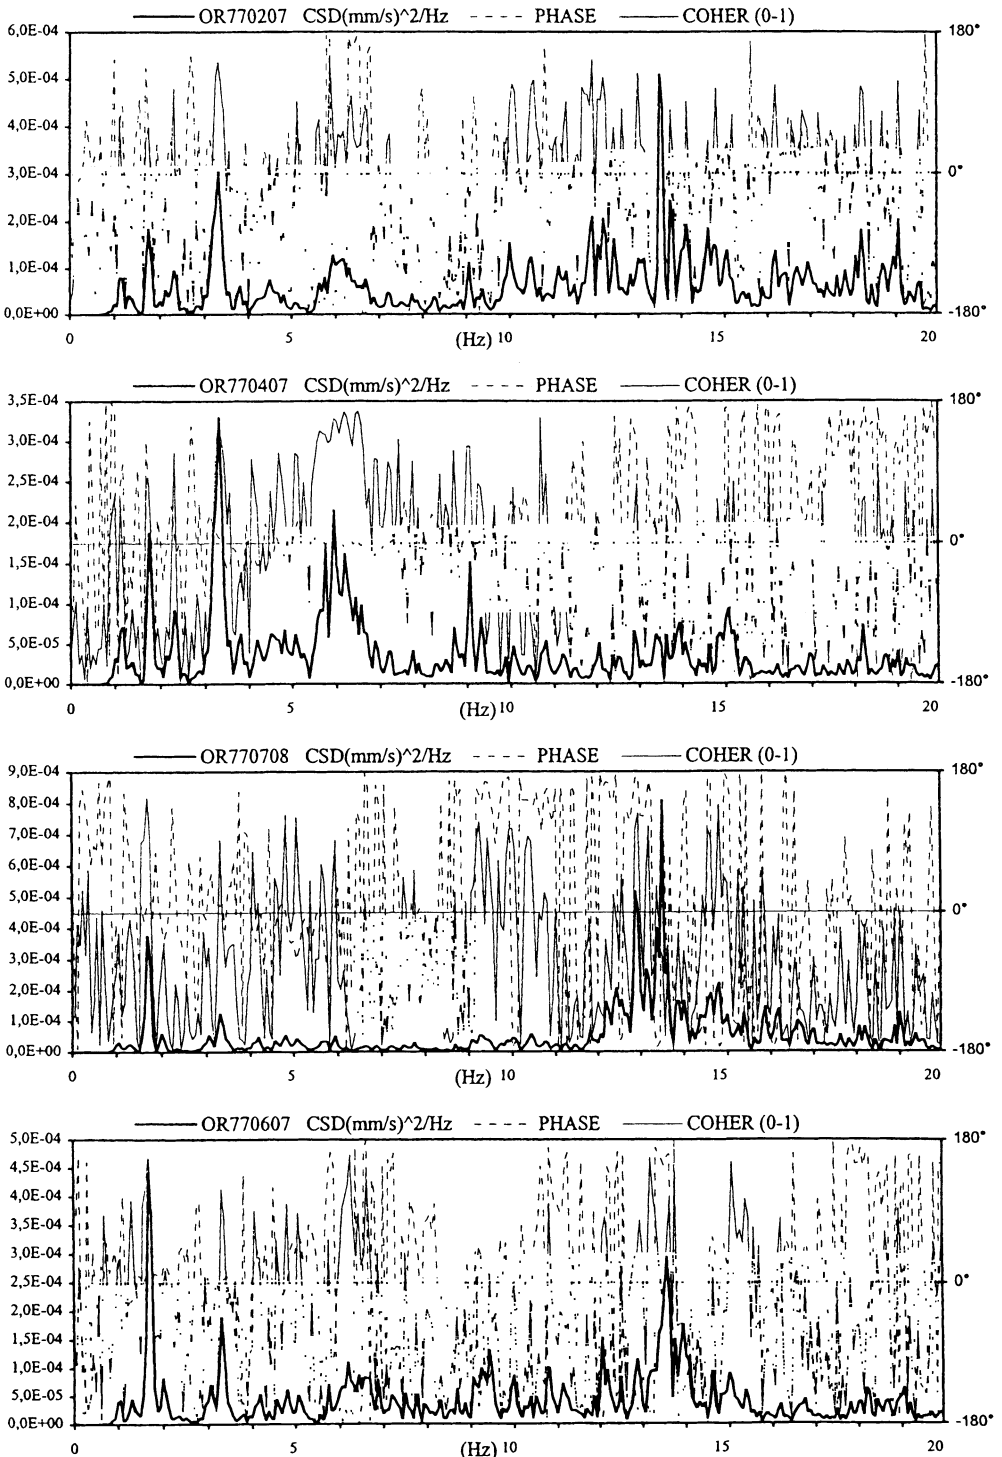 OR770207 CSD(mm/s)^2/Hz PHASE COHER (0-1)
6,0E-04 180°
5,0E-04
4,0E-04
3,0E-04 0°
2,0E-04
1,0E-04
0,0E+00 -180°
0 5 10 15 20
(Hz)
OR770407 CSD(mm/s)^2/Hz PHASE COHER (0-1)
3,5E-04 180°
3,0E-04
2,5E-04
2,0E-04
0°
1,5E-04
1,0E-04
5,0E-05
0,0E+00 -180°
0 5 10 15 20
(Hz)
OR770708 CSD(mm/s)^2/Hz PHASE COHER (0-1)
9,0E-04 180°
8,0E-04
7,0E-04
6,0E-04
5,0E-04
0°
4,0E-04
3,0E-04
2,0E-04
1,0E-04
0,0E+00 -180°
0 5 10 15 20
(Hz)
OR770607 CSD(mm/s)^2/Hz PHASE COHER (0-1)
5,0E-04 180°
4,5E-04
4,0E-04
3,5E-04
3,0E-04
2,5E-04 0°
2,0E-04
1,5E-04
1,0E-04
5,0E-05
0,0E+00 -180°
0 5 10 15 20
(Hz)